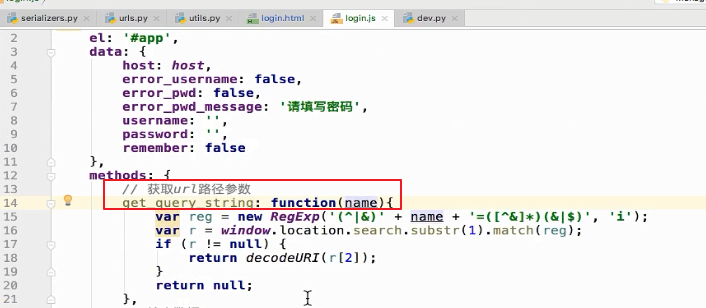 serializers.py × urls.py × utils.py × login.html × login.js × dev.py ×
2 el: '#app',
3 data: {
4 host: host,
5 error_username: false,
6 error_pwd: false,
7 error_pwd_message: '请填写密码',
8 username: '',
9 password: '',
10 remember: false
11 },
12 methods: {
13 // 获取url路径参数
14 get_query_string: function(name){
15 var reg = new RegExp('(^|&)' + name + '=([^&]*)(&|$)', 'i');
16 var r = window.location.search.substr(1).match(reg);
17 if (r != null) {
18 return decodeURI(r[2]);
19 }
20 return null;
21 },